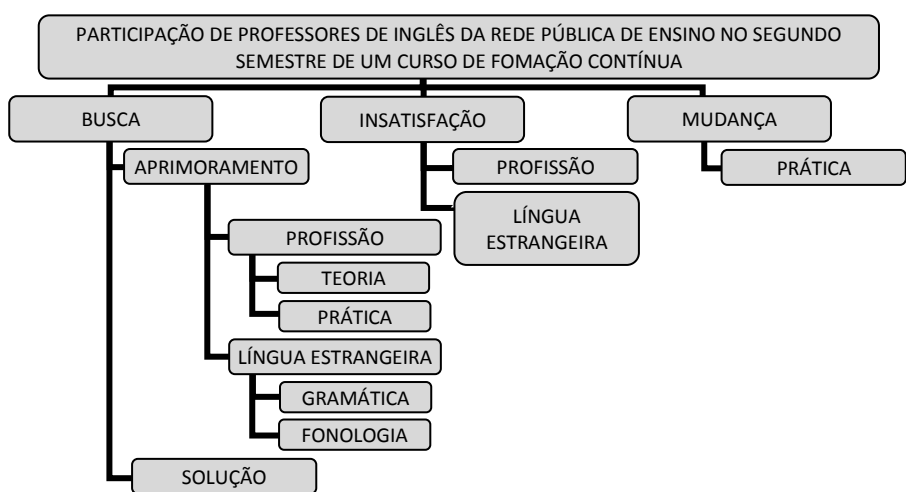 PARTICIPAÇÃO DE PROFESSORES DE INGLÊS DA REDE PÚBLICA DE ENSINO NO SEGUNDO
SEMESTRE DE UM CURSO DE FOMAÇÃO CONTÍNUA
BUSCA
INSATISFAÇÃO
MUDANÇA
APRIMORAMENTO
PROFISSÃO
TEORIA
PRÁTICA
LÍNGUA ESTRANGEIRA
GRAMÁTICA
FONOLOGIA
SOLUÇÃO
PROFISSÃO
LÍNGUA
ESTRANGEIRA
PRÁTICA